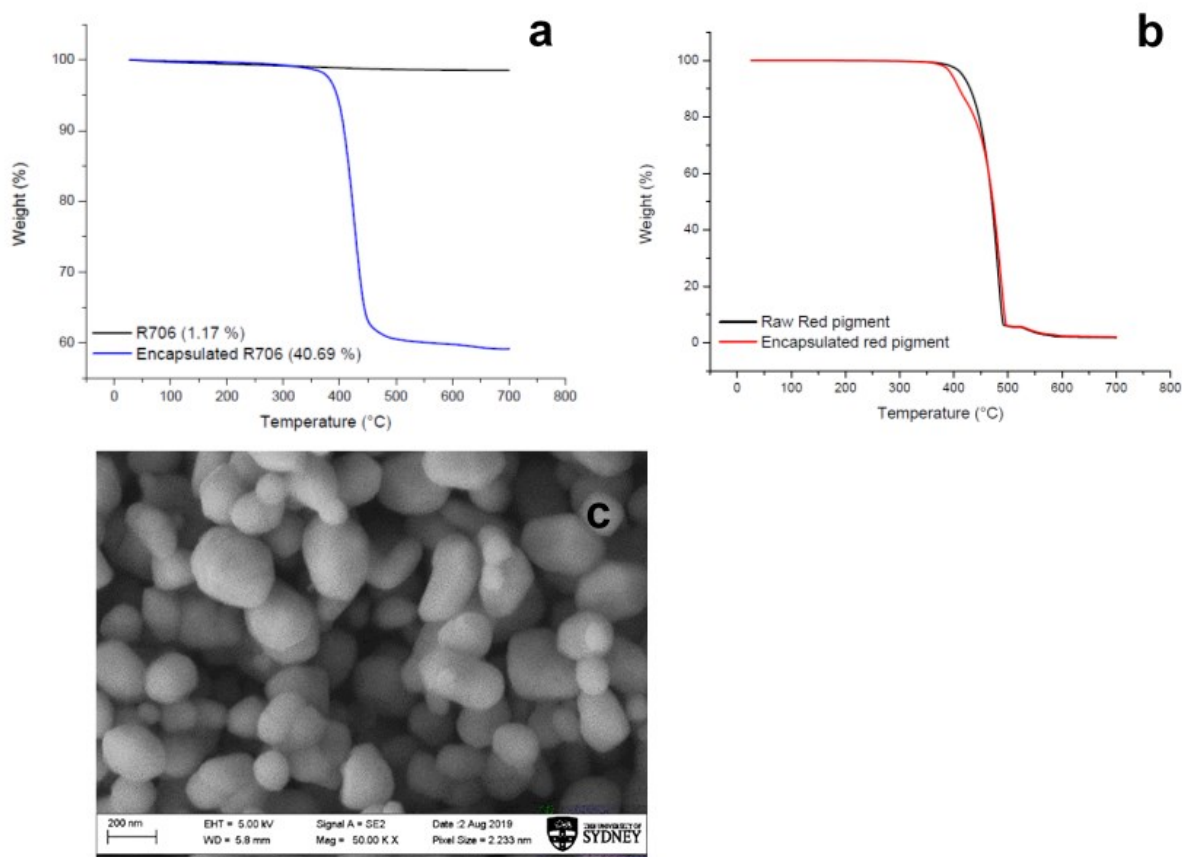 a
100
90
80
70
60
Weight (%)
R706 (1.17 %)
Encapsulated R706 (40.69 %)
0 100 200 300 400 500 600 700 800
Temperature (°C)
b
100
80
60
40
20
0
Weight (%)
Raw Red pigment
Encapsulated red pigment
0 100 200 300 400 500 600 700 800
Temperature (°C)
c
200 nm
EHT = 5.00 kV Signal A = SE2 Date :2 Aug 2019
WD = 5.8 mm Mag = 50.00 K X Pixel Size = 2.233 nm
THE UNIVERSITY OF
SYDNEY